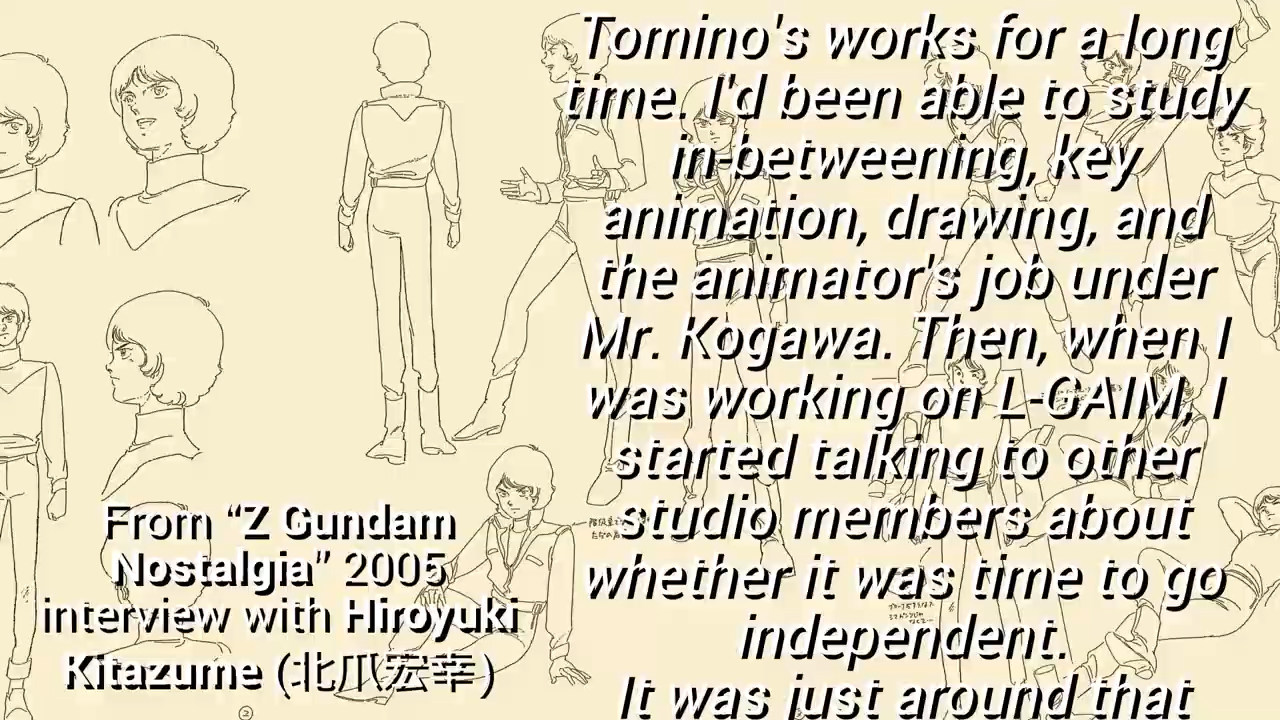 Tomino's works for a long
time. I'd been able to study
in-betweening, key
animation, drawing, and
the animator's job under
Mr. Kogawa. Then, when I
was working on L-GAIM, I
started talking to other
studio members about
whether it was time to go
independent.
It was just around that
From “Z Gundam
Nostalgia” 2005
interview with Hiroyuki
Kitazume (北爪宏幸)
②